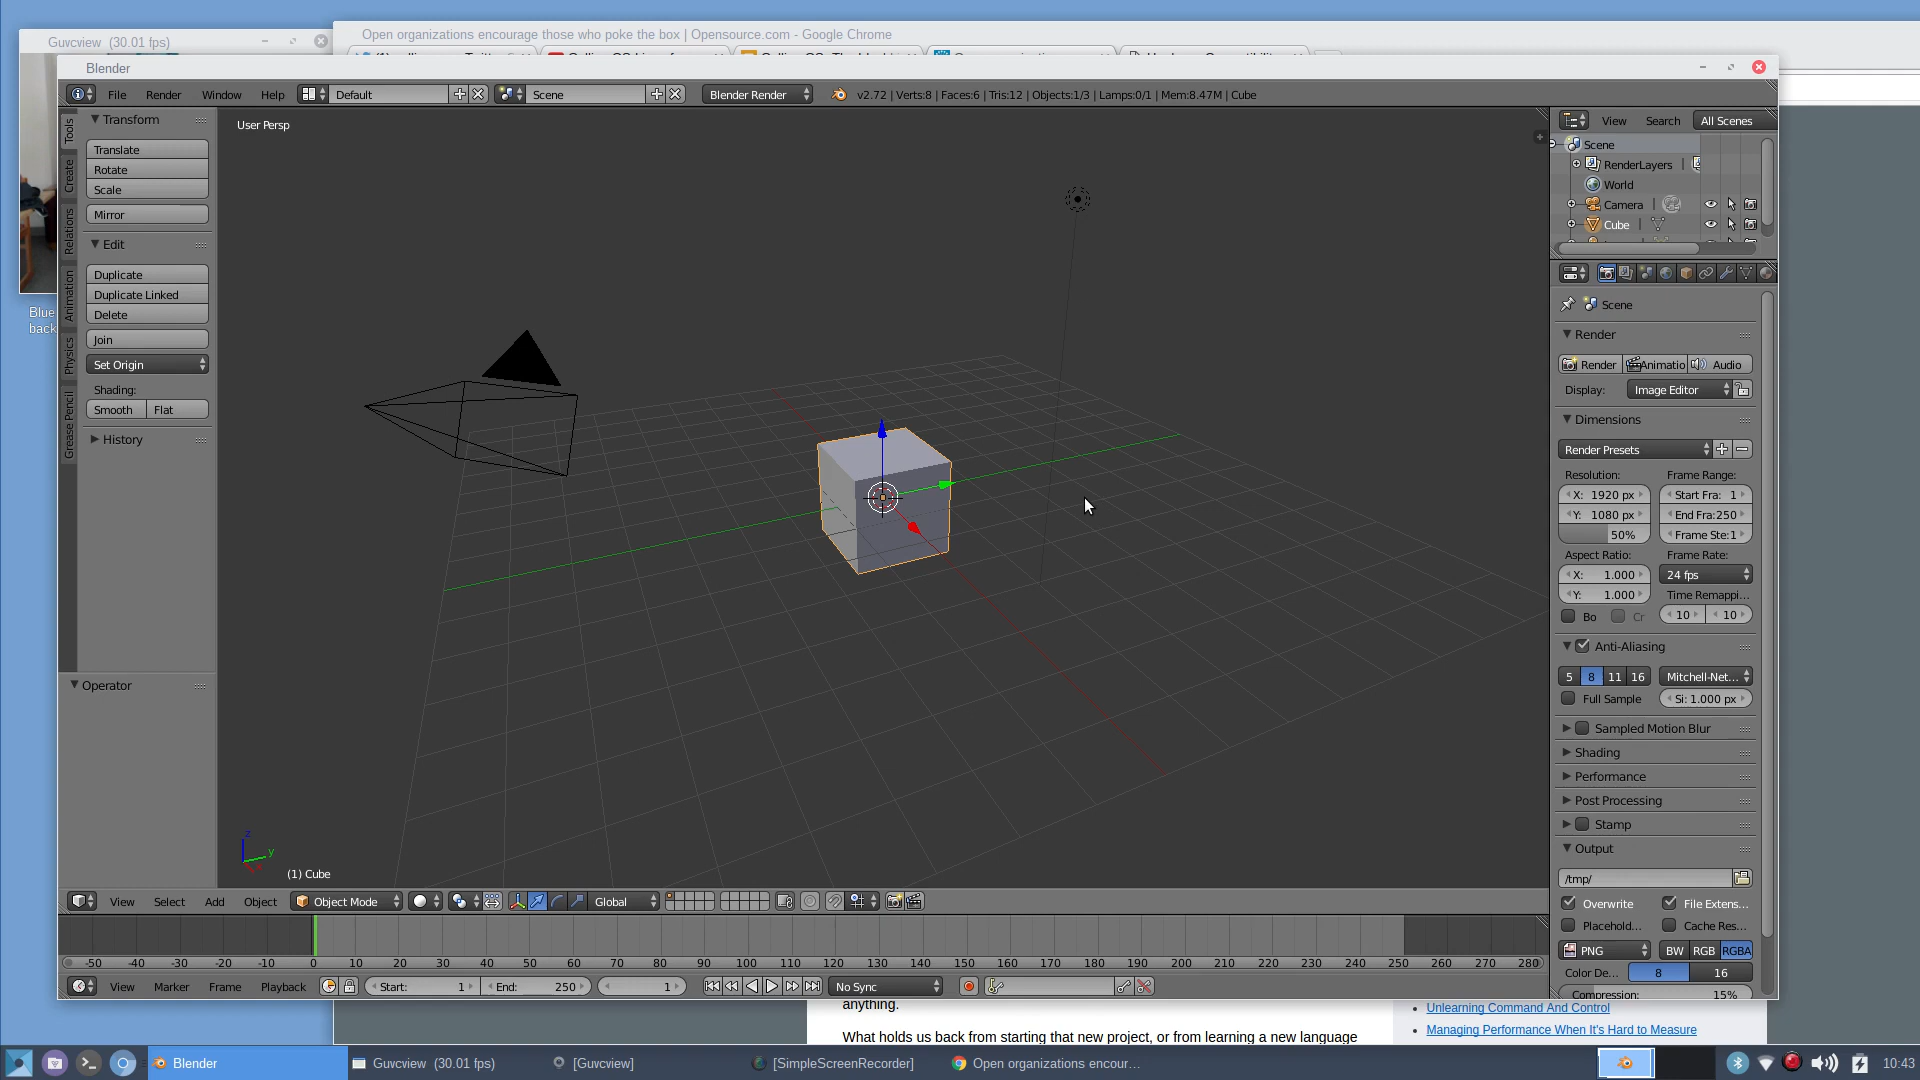 Guvcview (30.01 fps)
Open organizations encourage those who poke the box | Opensource.com - Google Chrome
Blender
File Render Window Help Default Scene Blender Render v2.72 | Verts:8 | Faces:6 | Tris:12 | Objects:1/3 | Lamps:0/1 | Mem:8.47M | Cube
Tools
Create
Relations
Animation
Physics
Grease Pencil
Transform
Translate
Rotate
Scale
Mirror
Edit
Duplicate
Duplicate Linked
Delete
Join
Set Origin
Shading:
Smooth Flat
History
Operator
Blue
back
User Persp
z
y
(1) Cube
View Search All Scenes
Scene
RenderLayers
World
Camera
Cube
Scene
Render
Render Animatio Audio
Display: Image Editor
Dimensions
Render Presets
Resolution: Frame Range:
X: 1920 px Start Fra: 1
Y: 1080 px End Fra:250
50% Frame Ste:1
Aspect Ratio: Frame Rate:
X: 1.000 24 fps
Y: 1.000 Time Remappi...
Bo Cr 10 10
Anti-Aliasing
5 8 11 16 Mitchell-Net...
Full Sample Si: 1.000 px
Sampled Motion Blur
Shading
Performance
Post Processing
Stamp
Output
/tmp/
Overwrite File Extens...
Placehold... Cache Res...
PNG BW RGB RGBA
Color De... 8 16
Compression: 15%
View Select Add Object Object Mode Global
-50 -40 -30 -20 -10 0 10 20 30 40 50 60 70 80 90 100 110 120 130 140 150 160 170 180 190 200 210 220 230 240 250 260 270 280
View Marker Frame Playback Start: 1 End: 250 1 No Sync
anything.
What holds us back from starting that new project, or from learning a new language
Unlearning Command And Control
Managing Performance When It's Hard to Measure
Blender Guvcview (30.01 fps) [Guvcview] [SimpleScreenRecorder] Open organizations encour... 10:43